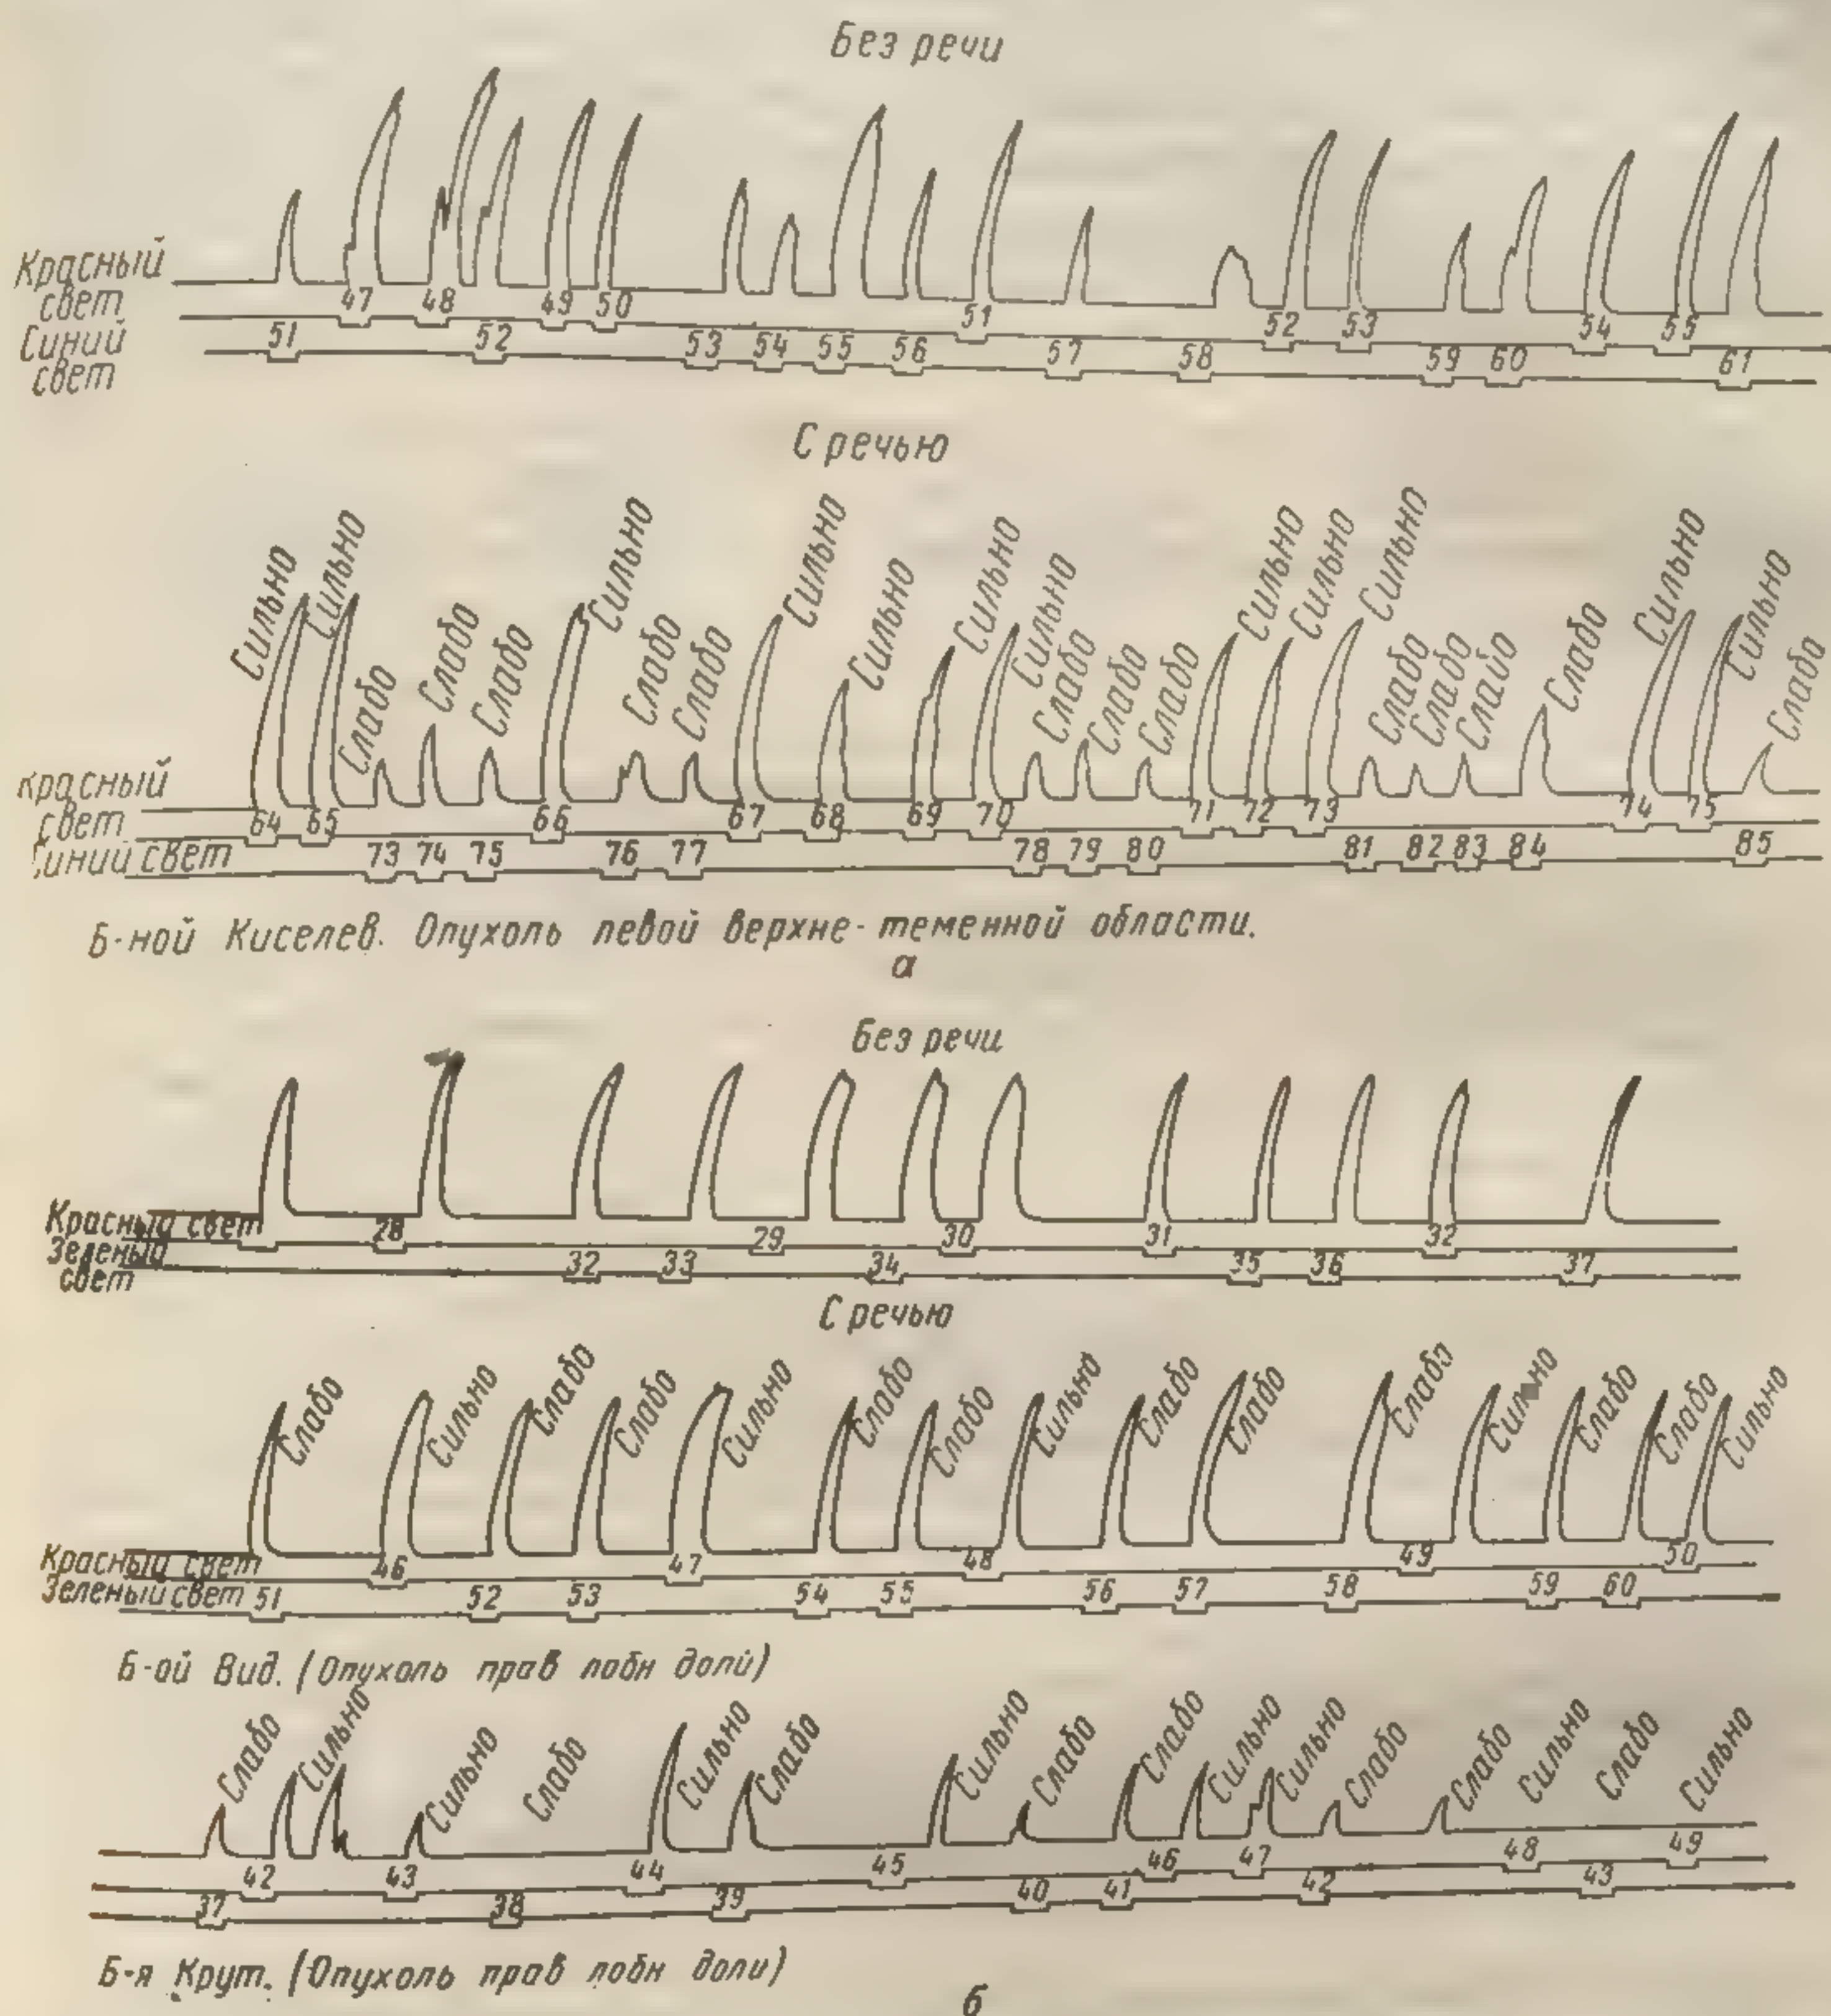 Без речи
Красный
свет
47 48 49 50 51 52 53 54 55
Синий
свет
51 52 53 54 55 56 57 58 59 60 61
С речью
Сильно Сильно Слабо Слабо Слабо Сильно Слабо Слабо Сильно Сильно Сильно Сильно Слабо Слабо Слабо Сильно Сильно Сильно Слабо Слабо Слабо Слабо Сильно Сильно Слабо
Красный
свет
64 65 66 67 68 69 70 71 72 73 74 75
Синий свет
73 74 75 76 77 78 79 80 81 82 83 84 85
Б-ной Киселев. Опухоль левой верхне-теменной области.
а
Без речи
Красный свет
28 29 30 31 32
Зеленый
свет
32 33 34 35 36 37
С речью
Слабо Сильно Слабо Слабо Сильно Слабо Слабо Сильно Слабо Слабо Слабо Сильно Слабо Слабо Сильно
Красный свет
46 47 48 49 50
Зеленый свет 51 52 53 54 55 56 57 58 59 60
Б-ой Вид. (Опухоль прав лобн доли)
Слабо Сильно Сильно Слабо Сильно Слабо Сильно Слабо Слабо Сильно Сильно Слабо Слабо Сильно Слабо Сильно
42 43 44 45 46 47 48 49
37 38 39 40 41 42 43
Б-я Крут. (Опухоль прав лобн доли)
б